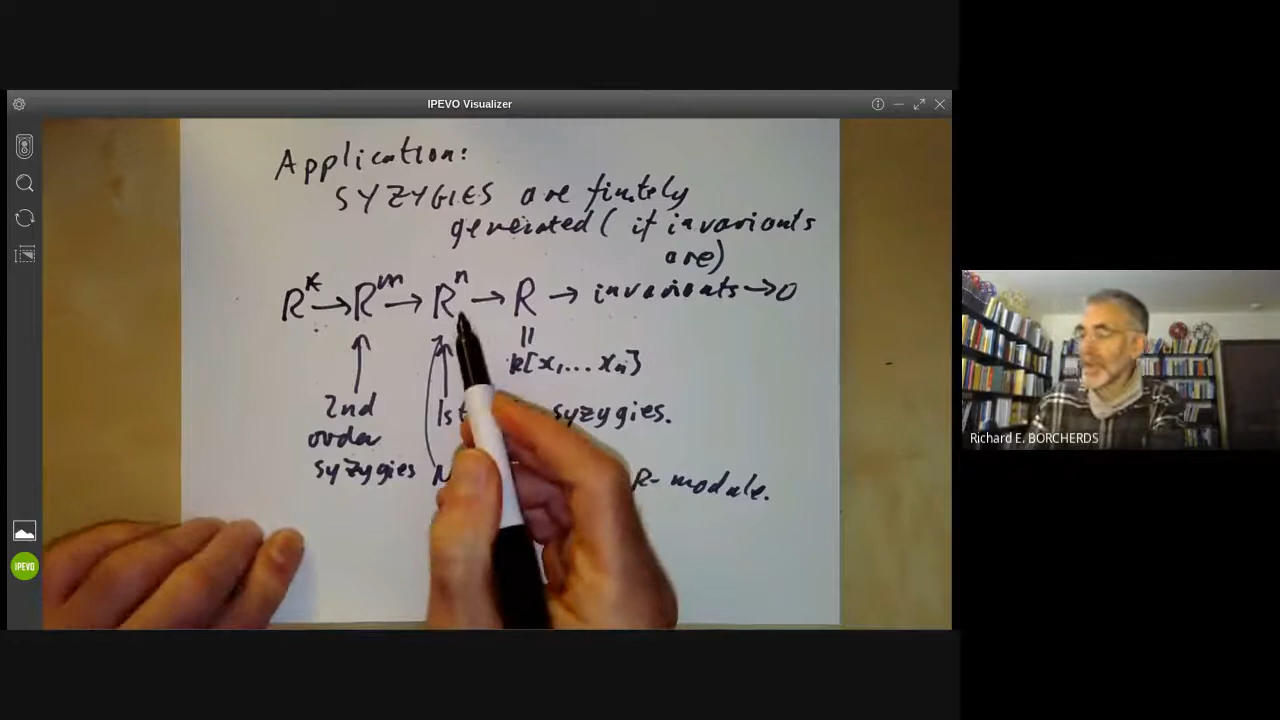 IPEVO Visualizer
Application:
SYZYGIES are finitely
generated (if invariants
are)
R^k → R^m → R^n → R → invariants → 0
k[x₁, ... xₙ]
2nd
order
syzygies
1st syzygies.
N R-module.
Richard E. BORCHERDS
IPEVO